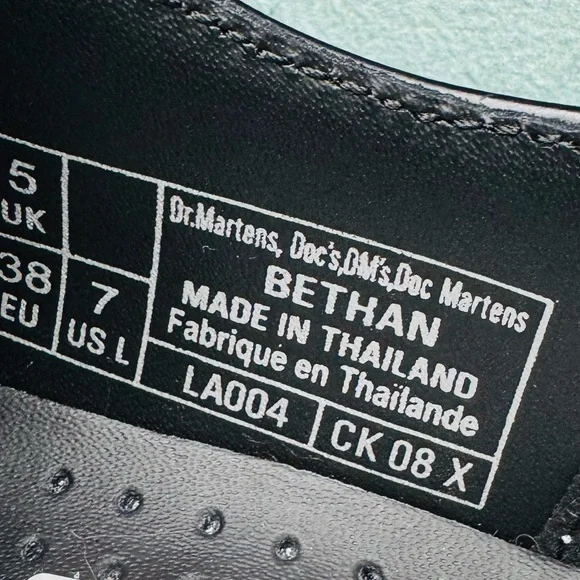 5
UK
38
EU
7
US L
Dr.Martens, Doc's,DM's,Doc Martens
BETHAN
MADE IN THAILAND
Fabrique en Thaïlande
LA004
CK 08 X